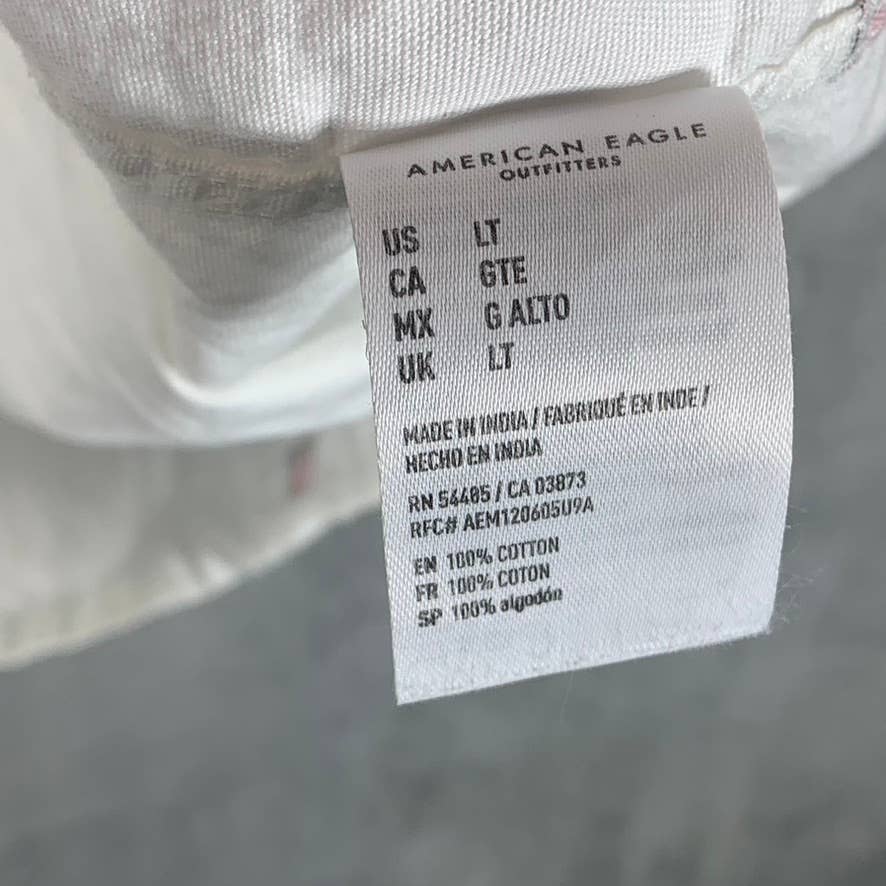 AMERICAN EAGLE
OUTFITTERS
US LT
CA GTE
MX G ALTO
UK LT
MADE IN INDIA / FABRIQUÉ EN INDE /
HECHO EN INDIA
RN 54485 / CA 03873
RFC# AEM120605U9A
EN 100% COTTON
FR 100% COTON
SP 100% algodón